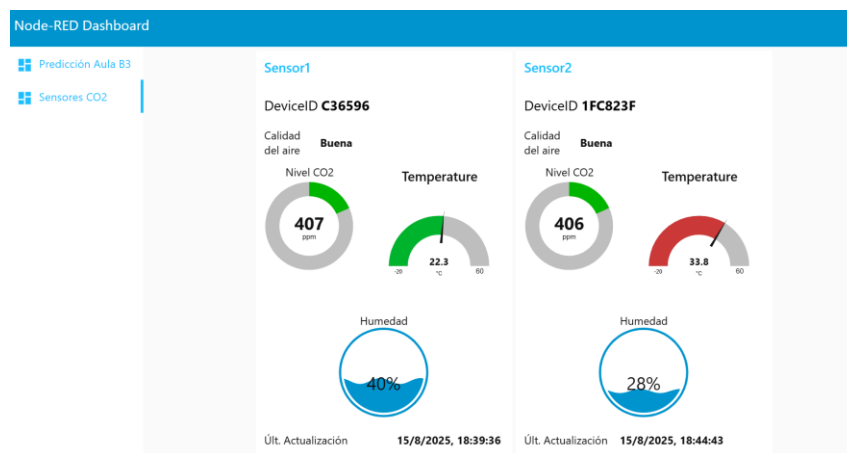 Node-RED Dashboard
Predicción Aula B3
Sensores CO2
Sensor1
DeviceID C36596
Calidad
del aire
Buena
Nivel CO2
407
ppm
Temperature
22.3
-20
°C
60
Humedad
40%
Últ. Actualización
15/8/2025, 18:39:36
Sensor2
DeviceID 1FC823F
Calidad
del aire
Buena
Nivel CO2
406
ppm
Temperature
33.8
-20
°C
60
Humedad
28%
Últ. Actualización
15/8/2025, 18:44:43